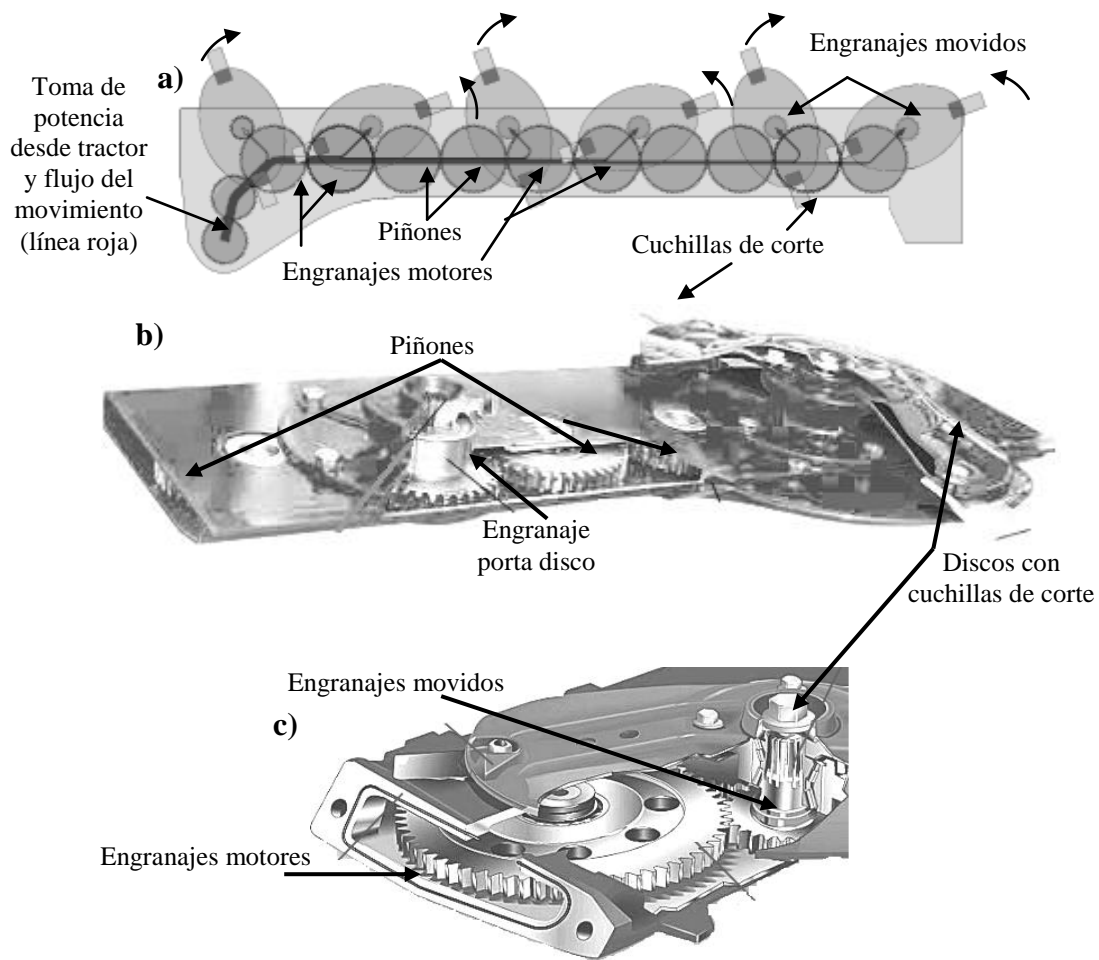 a)
Engranajes movidos
Toma de
potencia
desde tractor
y flujo del
movimiento
(línea roja)
Piñones
Engranajes motores
Cuchillas de corte
b)
Piñones
Engranaje
porta disco
Discos con
cuchillas de corte
c)
Engranajes movidos
Engranajes motores